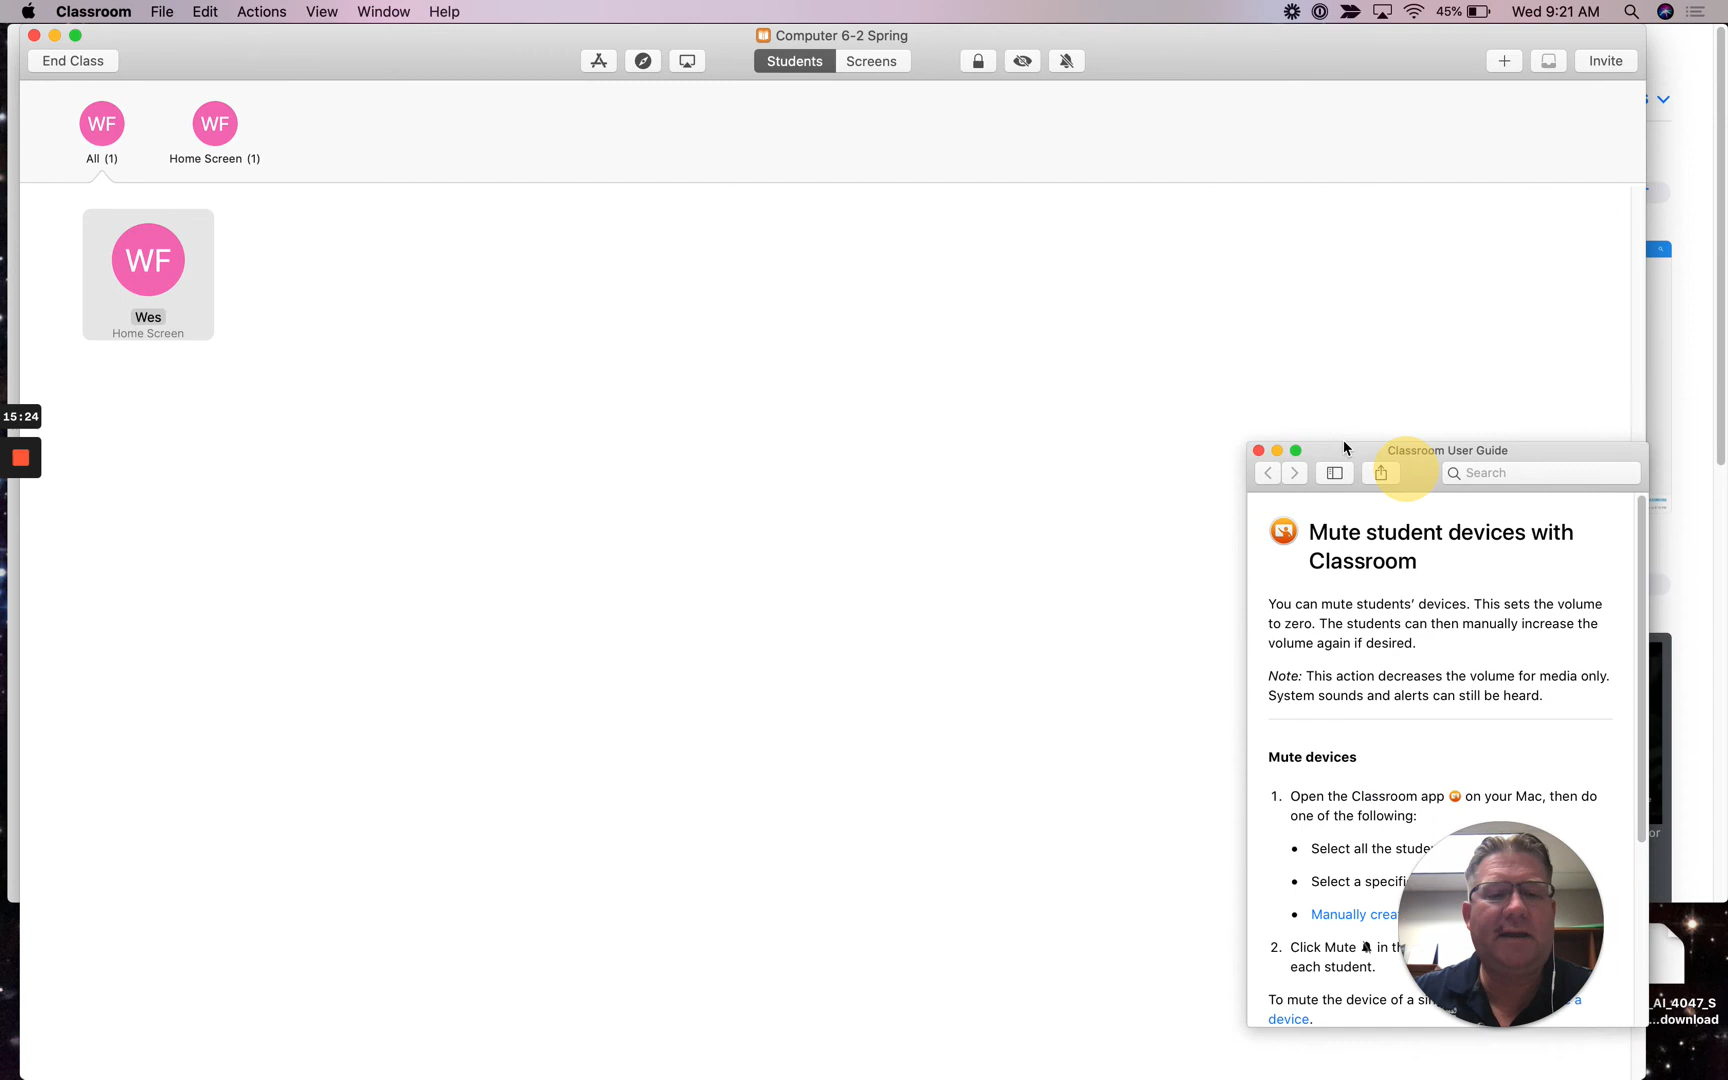 Classroom File Edit Actions View Window Help 45% Wed 9:21 AM
Computer 6-2 Spring
End Class Students Screens Invite
WF WF
All (1) Home Screen (1)
WF
Wes
Home Screen
15:24
Classroom User Guide
Search
Mute student devices with
Classroom
You can mute students’ devices. This sets the volume
to zero. The students can then manually increase the
volume again if desired.
Note: This action decreases the volume for media only.
System sounds and alerts can still be heard.
Mute devices
1. Open the Classroom app on your Mac, then do
one of the following:
• Select all the stude
• Select a specifi
• Manually crea
2. Click Mute in th
each student.
To mute the device of a sin a
device.
or
_AI_4047_S
...download